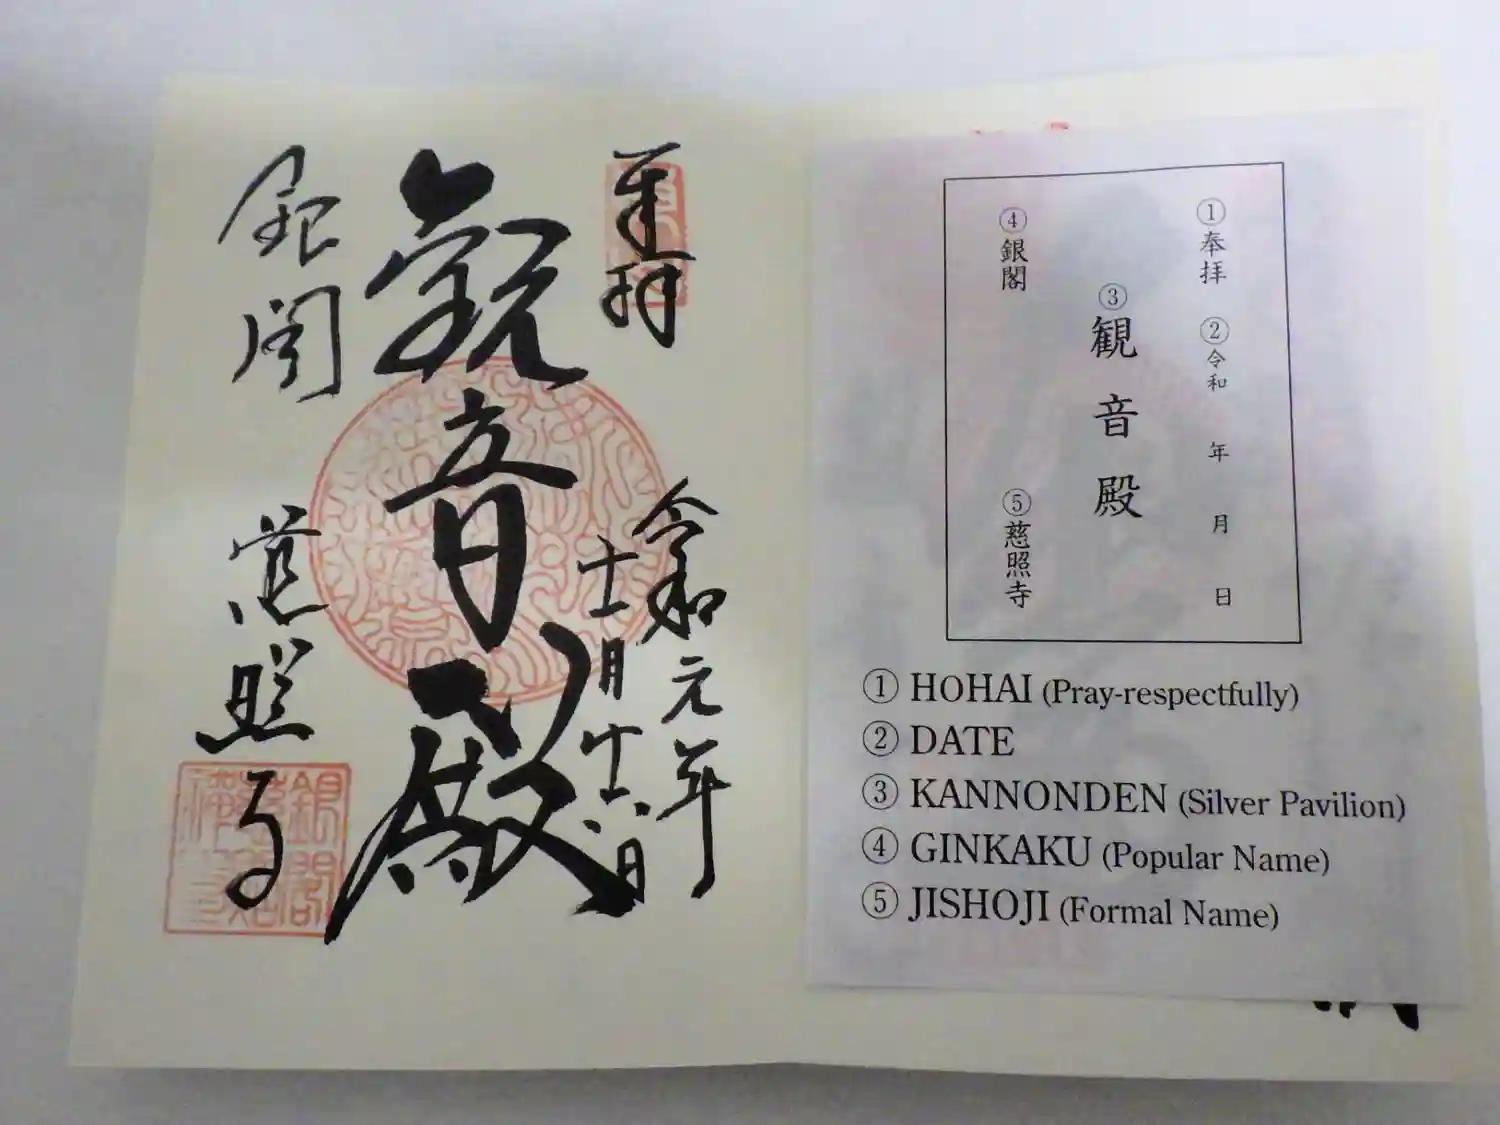 奉拝
令和元年
十一月十六日
観音殿
銀閣
慈照寺
①奉拝 ②令和 年 月 日
③観音殿
④銀閣
⑤慈照寺
① HOHAI (Pray-respectfully)
② DATE
③ KANNONDEN (Silver Pavilion)
④ GINKAKU (Popular Name)
⑤ JISHOJI (Formal Name)